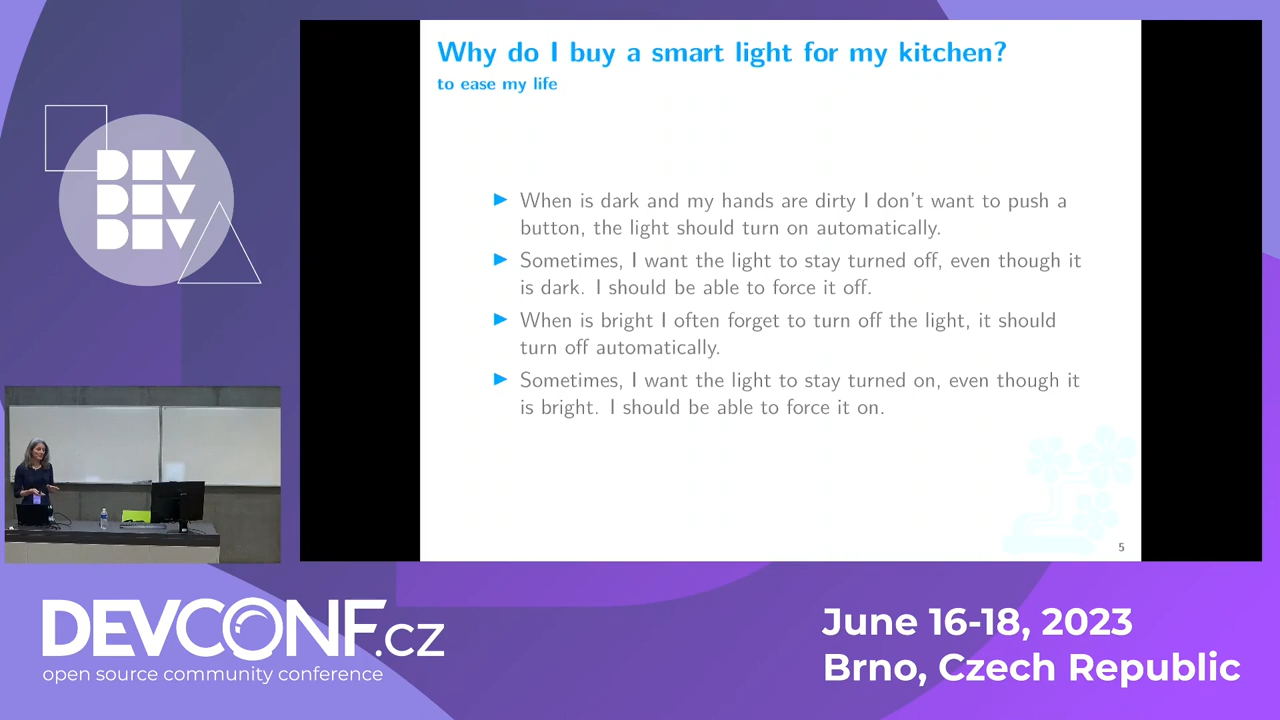 Why do I buy a smart light for my kitchen?
to ease my life
When is dark and my hands are dirty I don't want to push a
button, the light should turn on automatically.
Sometimes, I want the light to stay turned off, even though it
is dark. I should be able to force it off.
When is bright I often forget to turn off the light, it should
turn off automatically.
Sometimes, I want the light to stay turned on, even though it
is bright. I should be able to force it on.
5
DEV
DEV
DEV
DEVCONF.cz
open source community conference
June 16-18, 2023
Brno, Czech Republic